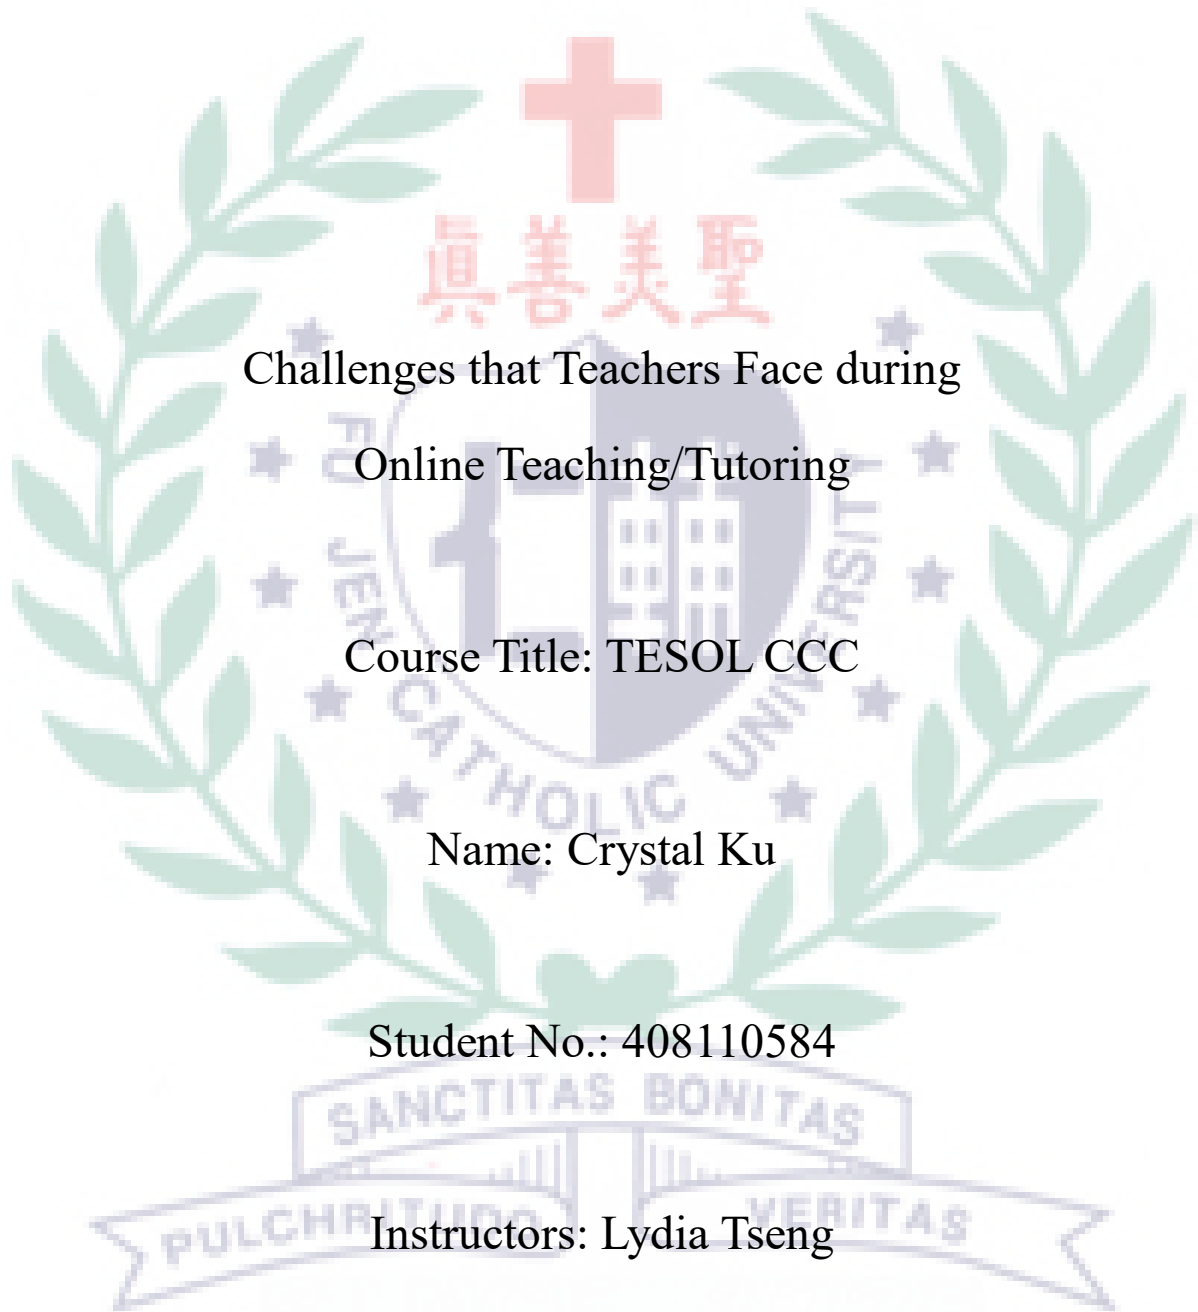 眞善美聖
Challenges that Teachers Face during
Online Teaching/Tutoring
FU JEN CATHOLIC UNIVERSITY
Course Title: TESOL CCC
Name: Crystal Ku
Student No.: 408110584
SANCTITAS BONITAS
PULCHRITUDO VERITAS
Instructors: Lydia Tseng